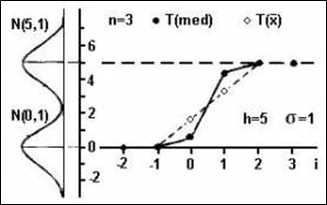 N(5,1)
n=3 ● T(med) ◇ T(x̄)
6
4
N(0,1)
2
h=5 σ=1
0
-2
-2 -1 0 1 2 3 i